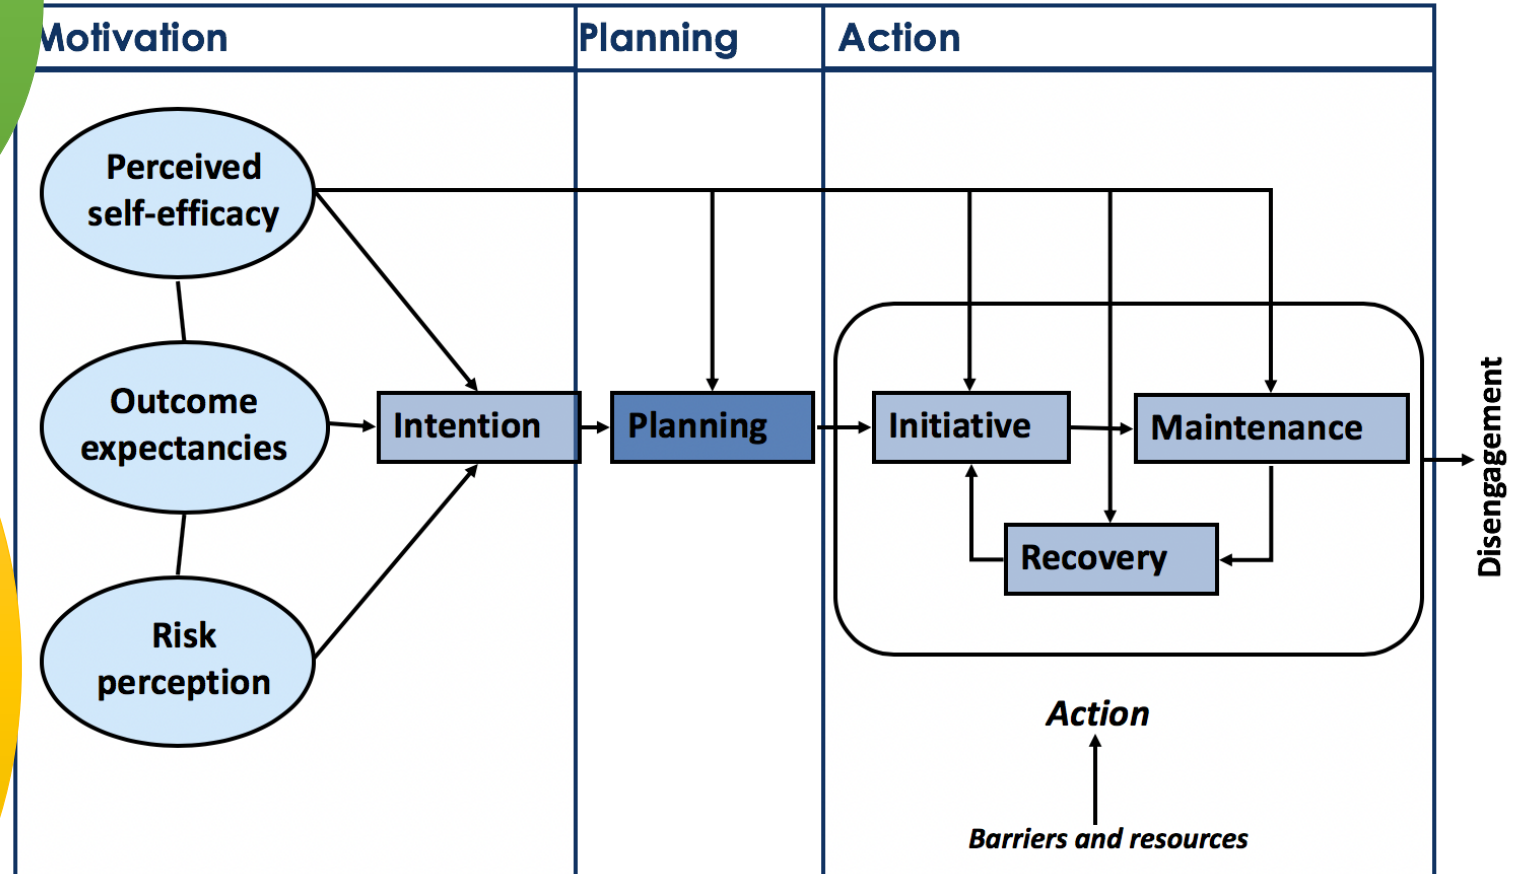 Motivation
Planning
Action
Perceived
self-efficacy
Outcome
expectancies
Risk
perception
Intention
Planning
Initiative
Maintenance
Recovery
Disengagement
Action
Barriers and resources